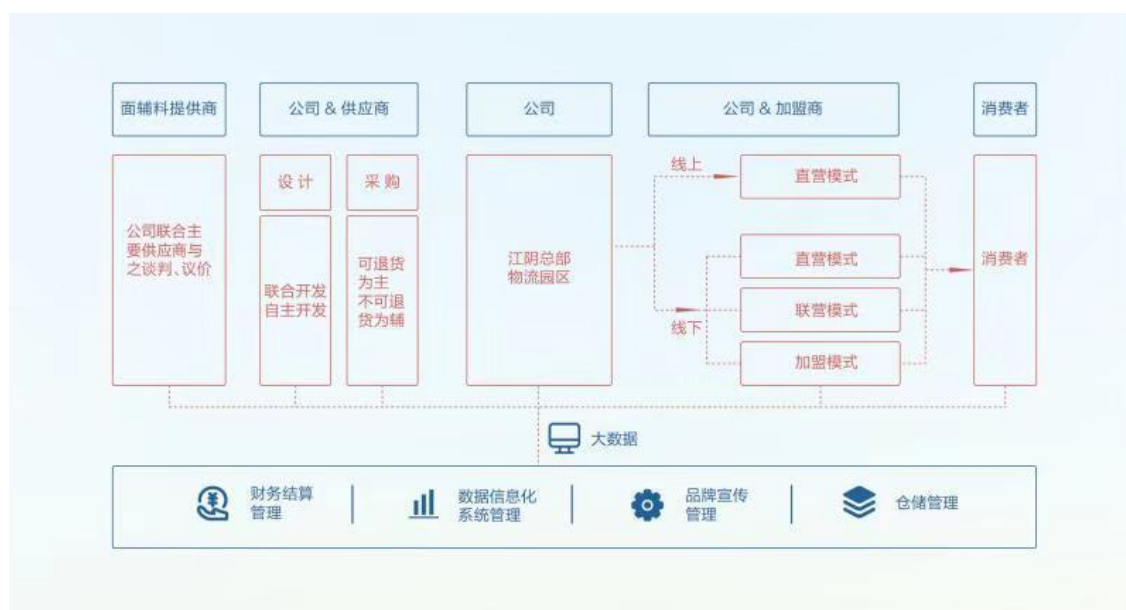 面辅料提供商
公司 & 供应商
公司
公司 & 加盟商
消费者
公司联合主
要供应商与
之谈判、议价
设 计
联合开发
自主开发
采 购
可退货
为主
不可退
货为辅
江阴总部
物流园区
线上
直营模式
线下
直营模式
联营模式
加盟模式
消费者
大数据
财务结算
管理
数据信息化
系统管理
品牌宣传
管理
仓储管理